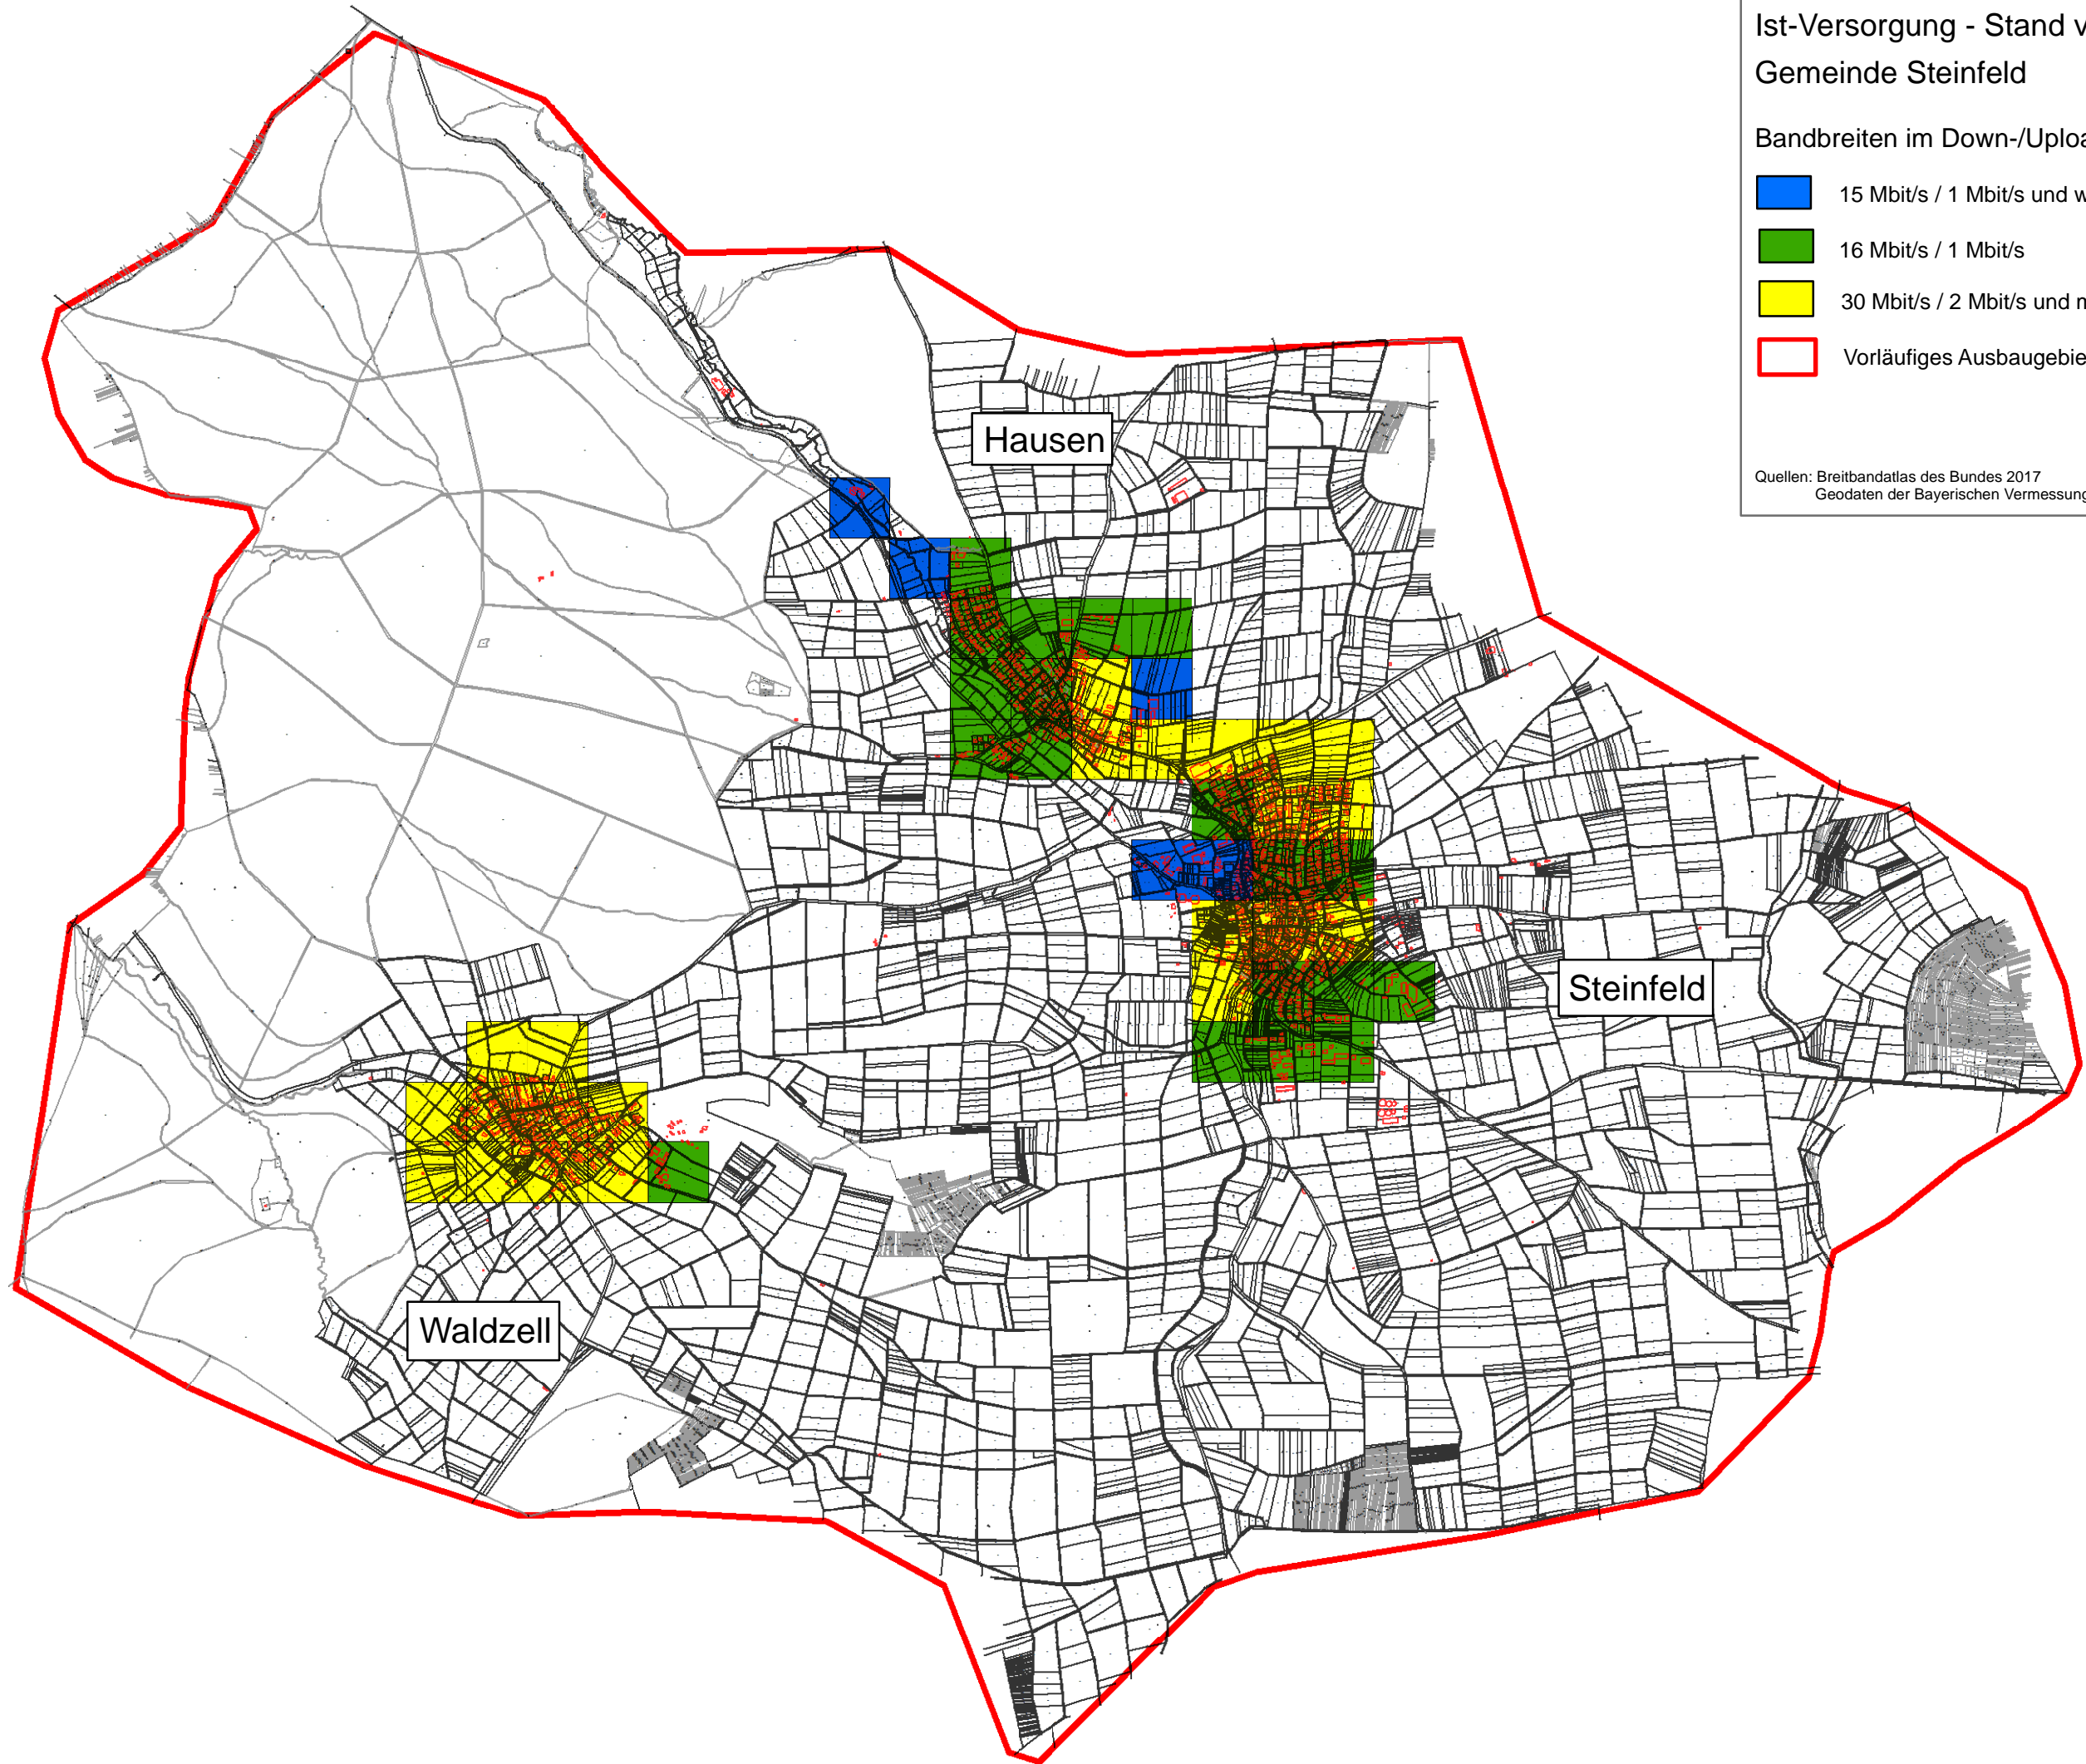 Ist-Versorgung - Stand v
Gemeinde Steinfeld
Bandbreiten im Down-/Uploa
15 Mbit/s / 1 Mbit/s und w
16 Mbit/s / 1 Mbit/s
30 Mbit/s / 2 Mbit/s und m
Vorläufiges Ausbaugebie
Quellen: Breitbandatlas des Bundes 2017
Geodaten der Bayerischen Vermessung
Hausen
Steinfeld
Waldzell